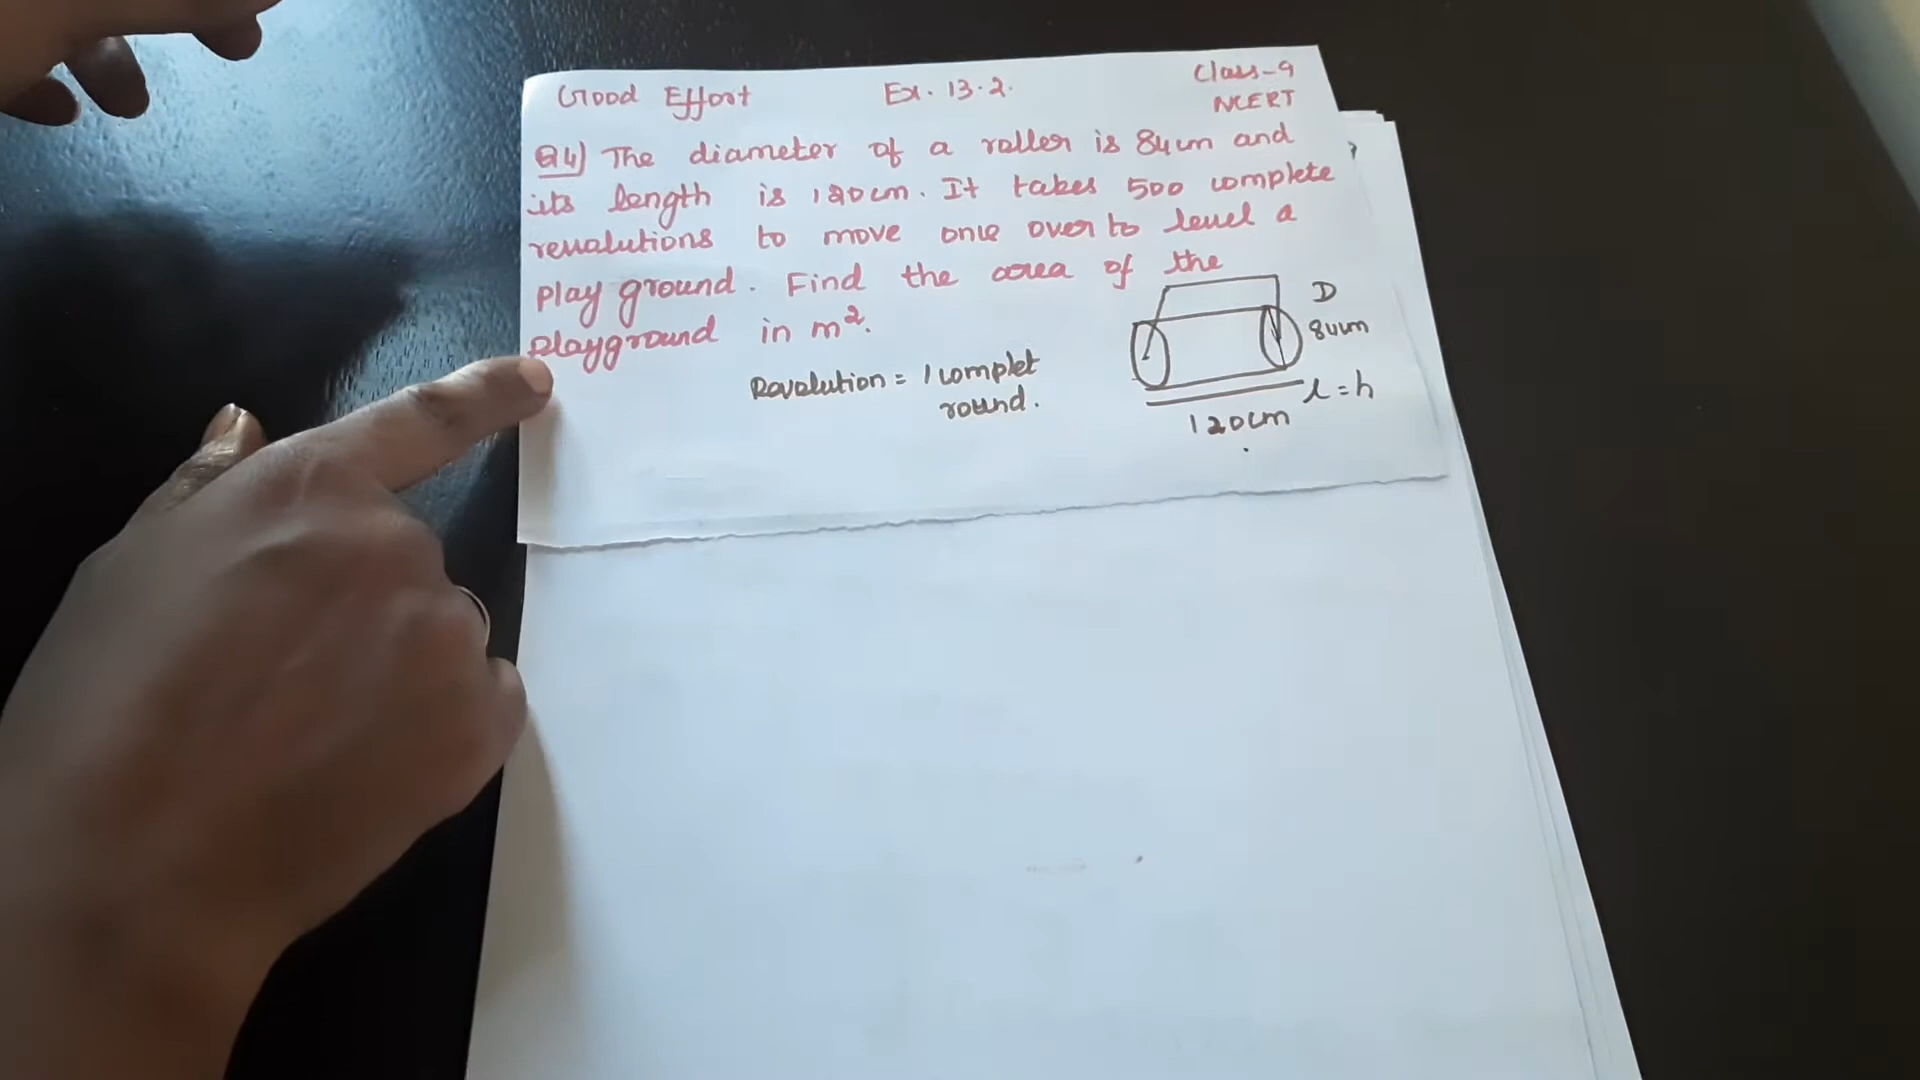 Good Effort Ex. 13.2. Class-9
NCERT
Q4) The diameter of a roller is 84cm and
its length is 120cm. It takes 500 complete
revolutions to move once over to level a
play ground. Find the area of the
playground in m².
D
84cm
Revolution = 1 complet
round.
l = h
120cm